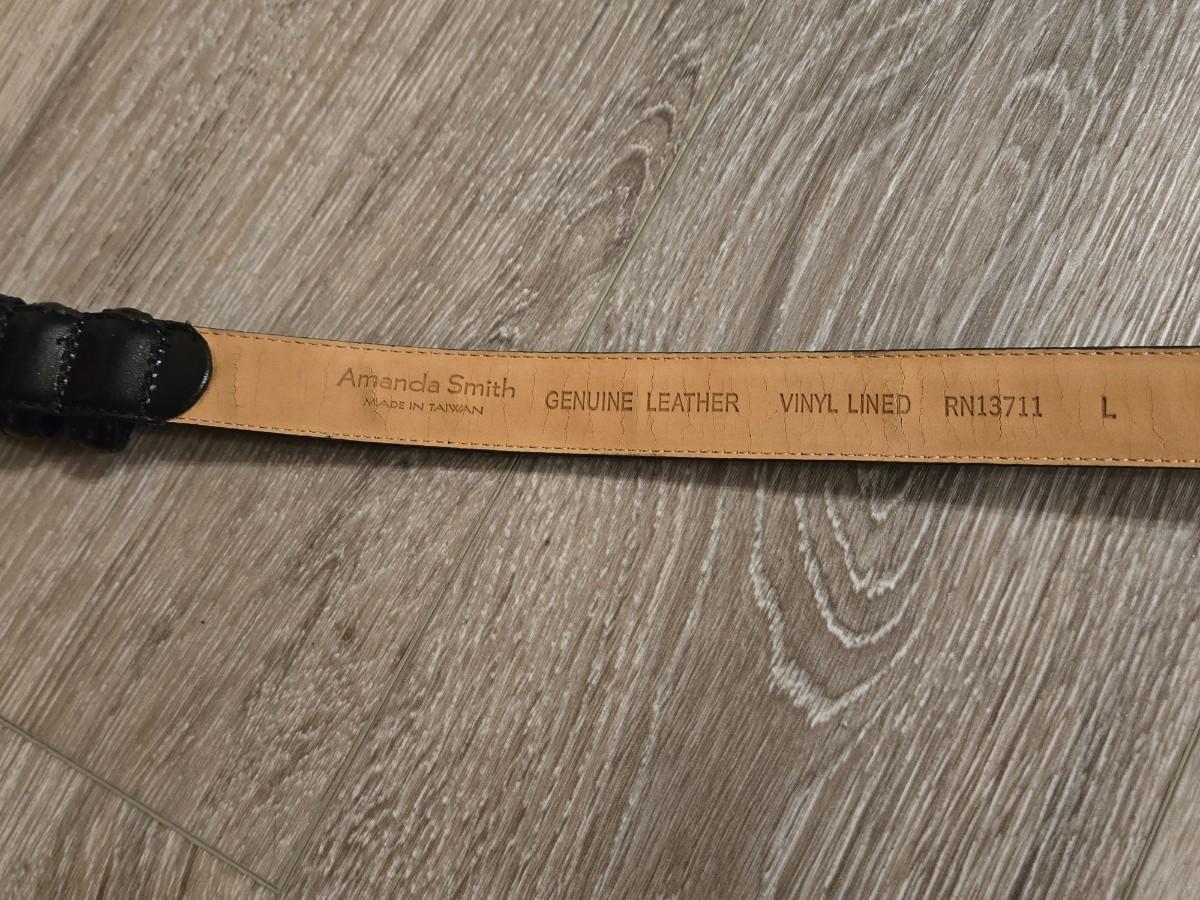 Amanda Smith
MADE IN TAIWAN
GENUINE LEATHER VINYL LINED RN13711 L